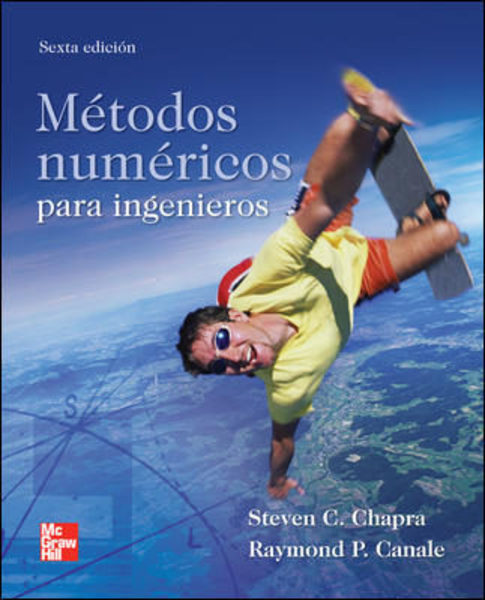 Sexta edición
Métodos
numéricos
para ingenieros
S
Steven C. Chapra
Raymond P. Canale
Mc
Graw
Hill